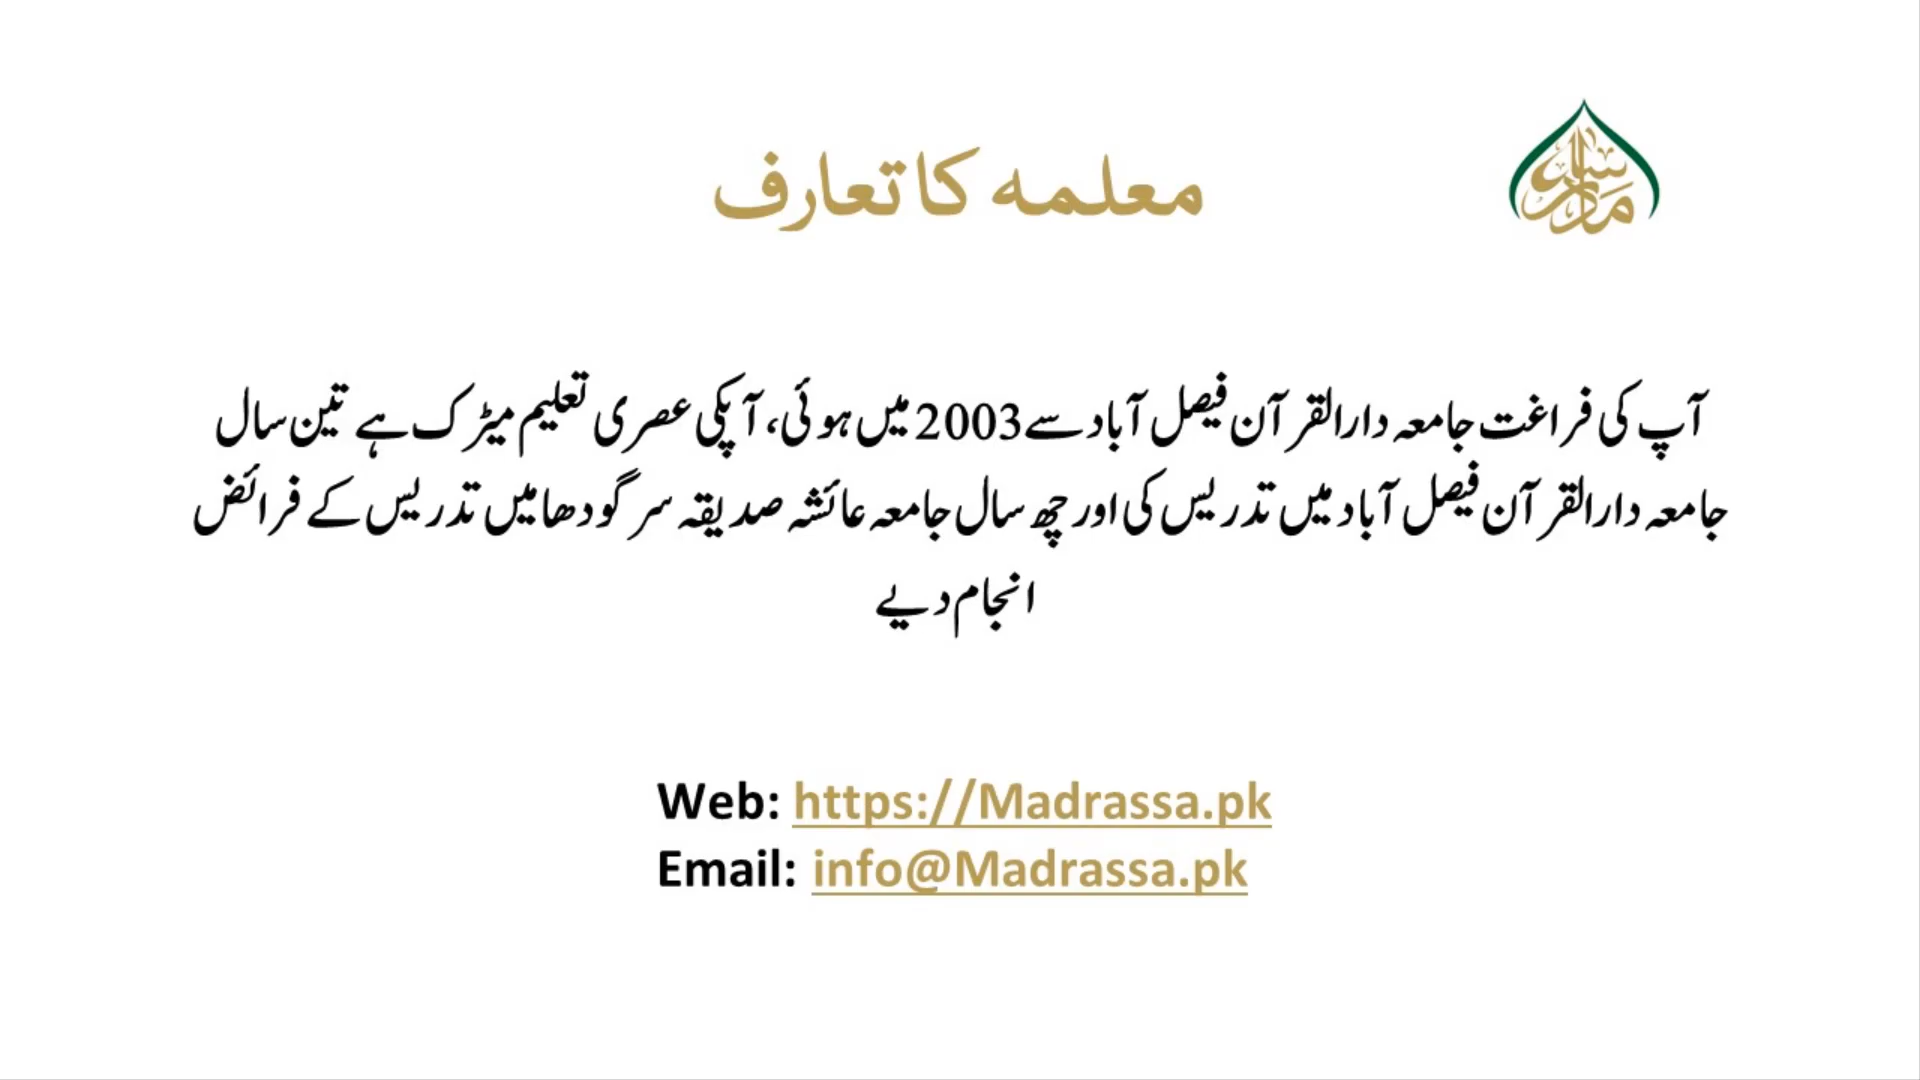 معلمہ کا تعارف
مدرسہ
آپ کی فراغت جامعہ دارالقرآن فیصل آباد سے 2003 میں ہوئی، آپکی عصری تعلیم میٹرک ہے تین سال
جامعہ دارالقرآن فیصل آباد میں تدریس کی اور چھ سال جامعہ عائشہ صدیقہ سرگودھا میں تدریس کے فرائض
انجام دیے
Web: https://Madrassa.pk
Email: info@Madrassa.pk